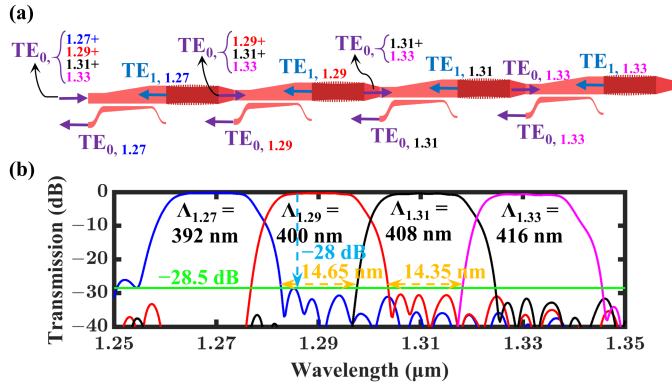 (a)
TE0, { 1.27+
1.29+
1.31+
1.33
TE1, 1.27
TE0, { 1.29+
1.31+
1.33
TE1, 1.29
TE0, { 1.31+
1.33
TE1, 1.31
TE0, 1.33
TE1, 1.33
TE0, 1.27
TE0, 1.29
TE0, 1.31
TE0, 1.33
(b)
Transmission (dB)
0
−10
−20
−30
−40
Λ1.27 =
392 nm
Λ1.29 =
400 nm
Λ1.31 =
408 nm
Λ1.33 =
416 nm
−28 dB
−28.5 dB
14.65 nm
14.35 nm
1.25
1.27
1.29
1.31
1.33
1.35
Wavelength (μm)